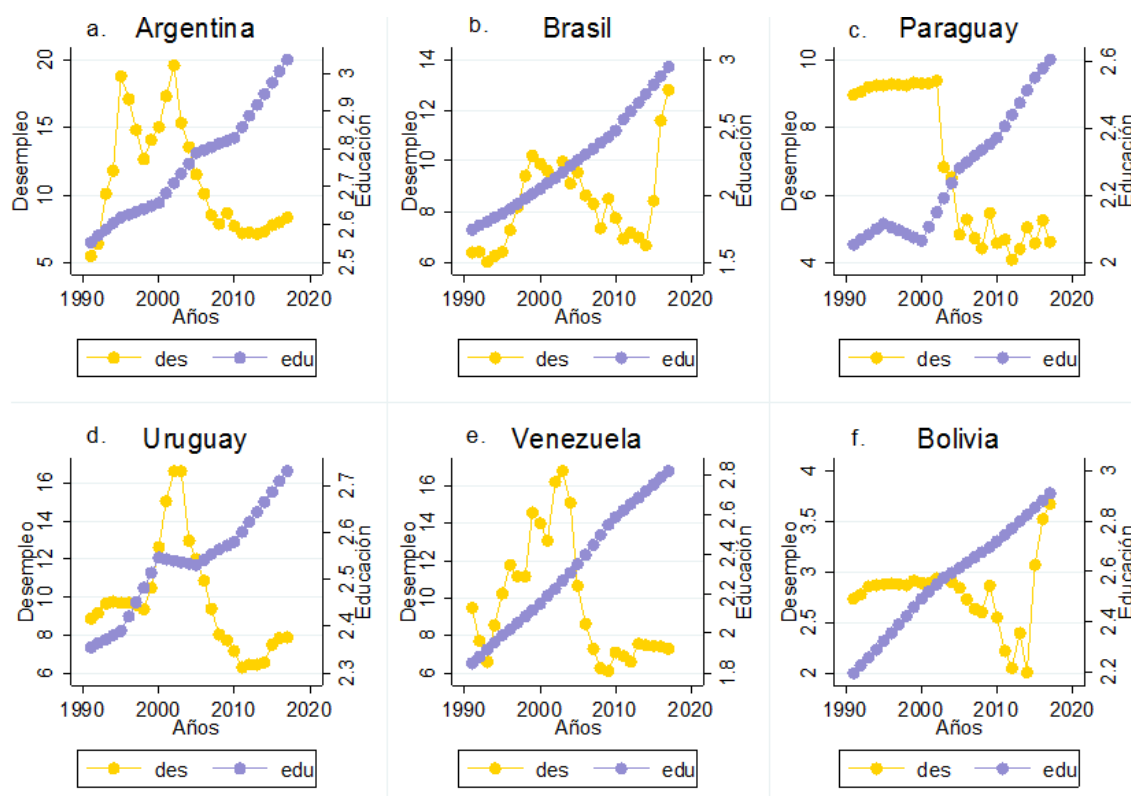 a. Argentina
20
15
10
5
Desempleo
3
2.9
2.8
2.7
2.6
2.5
Educación
1990 2000 2010 2020
Años
des edu
b. Brasil
14
12
10
8
6
Desempleo
3
2.5
2
1.5
Educación
1990 2000 2010 2020
Años
des edu
c. Paraguay
10
8
6
4
Desempleo
2.6
2.4
2.2
2
Educación
1990 2000 2010 2020
Años
des edu
d. Uruguay
16
14
12
10
8
6
Desempleo
2.7
2.6
2.5
2.4
2.3
Educación
1990 2000 2010 2020
Años
des edu
e. Venezuela
16
14
12
10
8
6
Desempleo
2.8
2.6
2.4
2.2
2
1.8
Educación
1990 2000 2010 2020
Años
des edu
f. Bolivia
4
3.5
3
2.5
2
Desempleo
3
2.8
2.6
2.4
2.2
Educación
1990 2000 2010 2020
Años
des edu